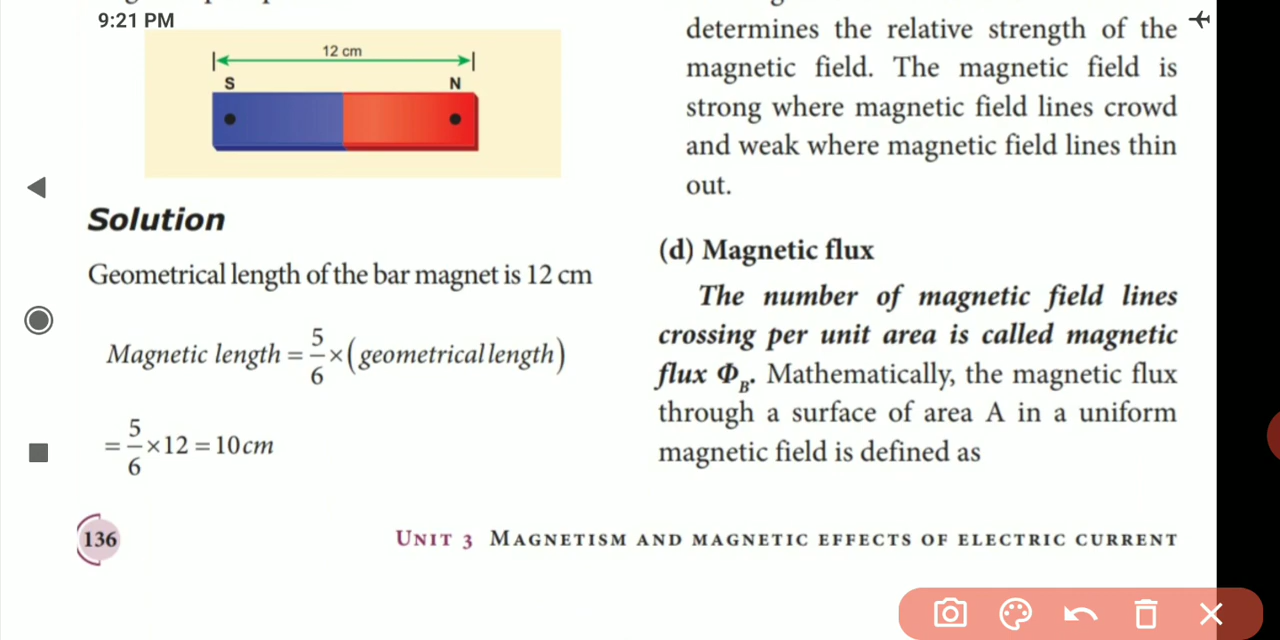 9:21 PM
12 cm
S
N
Solution
Geometrical length of the bar magnet is 12 cm
Magnetic length = 5/6 × (geometrical length)
= 5/6 × 12 = 10 cm
determines the relative strength of the
magnetic field. The magnetic field is
strong where magnetic field lines crowd
and weak where magnetic field lines thin
out.
(d) Magnetic flux
The number of magnetic field lines
crossing per unit area is called magnetic
flux Φ_B. Mathematically, the magnetic flux
through a surface of area A in a uniform
magnetic field is defined as
136
UNIT 3 MAGNETISM AND MAGNETIC EFFECTS OF ELECTRIC CURRENT